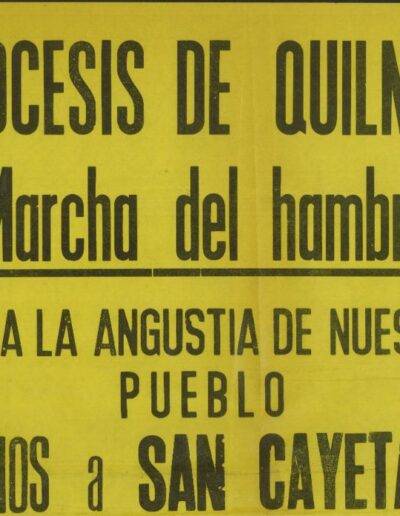 OCESIS DE QUILM
Marcha del hambr
A LA ANGUSTIA DE NUES
PUEBLO
MOS a SAN CAYETA